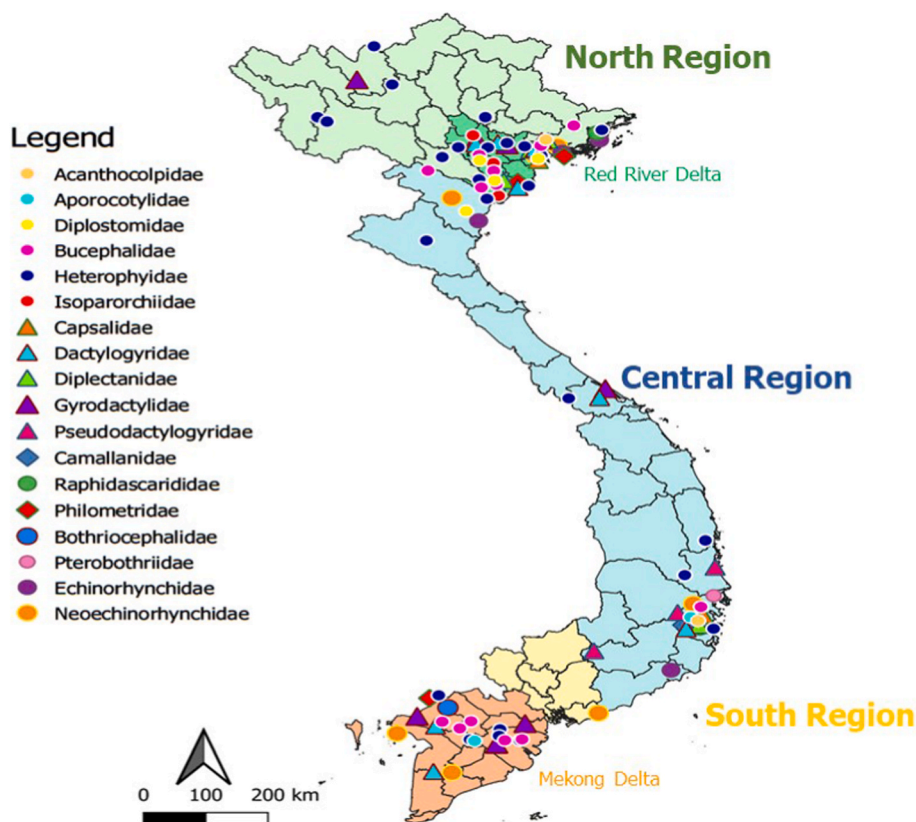 North Region
Legend
Acanthocolpidae
Aporocotylidae
Diplostomidae
Bucephalidae
Heterophyidae
Isoparorchiidae
Capsalidae
Dactylogyridae
Diplectanidae
Gyrodactylidae
Pseudodactylogyridae
Camallanidae
Raphidascarididae
Philometridae
Bothriocephalidae
Pterobothriidae
Echinorhynchidae
Neoechinorhynchidae
Red River Delta
Central Region
South Region
Mekong Delta
0 100 200 km